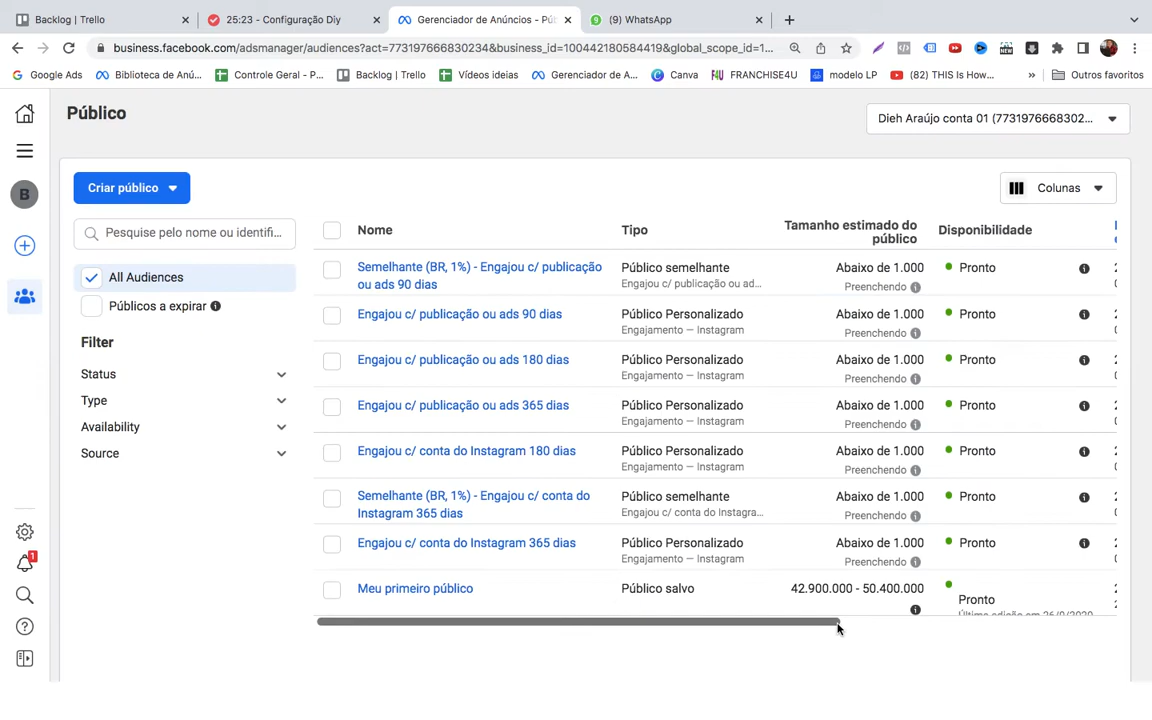 Backlog | Trello
25:23 - Configuração Diy
Gerenciador de Anúncios - Púb
(9) WhatsApp
business.facebook.com/adsmanager/audiences?act=773197666830234&business_id=100442180584419&global_scope_id=1...
Google Ads
Biblioteca de Anú...
Controle Geral - P...
Backlog | Trello
Vídeos ideias
Gerenciador de A...
Canva
FRANCHISE4U
modelo LP
(82) THIS Is How...
»
Outros favoritos
Público
Dieh Araújo conta 01 (7731976668302...
B
Criar público
Colunas
Pesquise pelo nome ou identifi...
All Audiences
Públicos a expirar
Filter
Status
Type
Availability
Source
Nome
Tipo
Tamanho estimado do público
Disponibilidade
Semelhante (BR, 1%) - Engajou c/ publicação ou ads 90 dias
Público semelhante
Engajou c/ publicação ou ad...
Abaixo de 1.000
Preenchendo
Pronto
Engajou c/ publicação ou ads 90 dias
Público Personalizado
Engajamento — Instagram
Abaixo de 1.000
Preenchendo
Pronto
Engajou c/ publicação ou ads 180 dias
Público Personalizado
Engajamento — Instagram
Abaixo de 1.000
Preenchendo
Pronto
Engajou c/ publicação ou ads 365 dias
Público Personalizado
Engajamento — Instagram
Abaixo de 1.000
Preenchendo
Pronto
Engajou c/ conta do Instagram 180 dias
Público Personalizado
Engajamento — Instagram
Abaixo de 1.000
Preenchendo
Pronto
Semelhante (BR, 1%) - Engajou c/ conta do Instagram 365 dias
Público semelhante
Engajou c/ conta do Instagra...
Abaixo de 1.000
Preenchendo
Pronto
Engajou c/ conta do Instagram 365 dias
Público Personalizado
Engajamento — Instagram
Abaixo de 1.000
Preenchendo
Pronto
Meu primeiro público
Público salvo
42.900.000 - 50.400.000
Pronto
Última edição em 26/9/2020
1